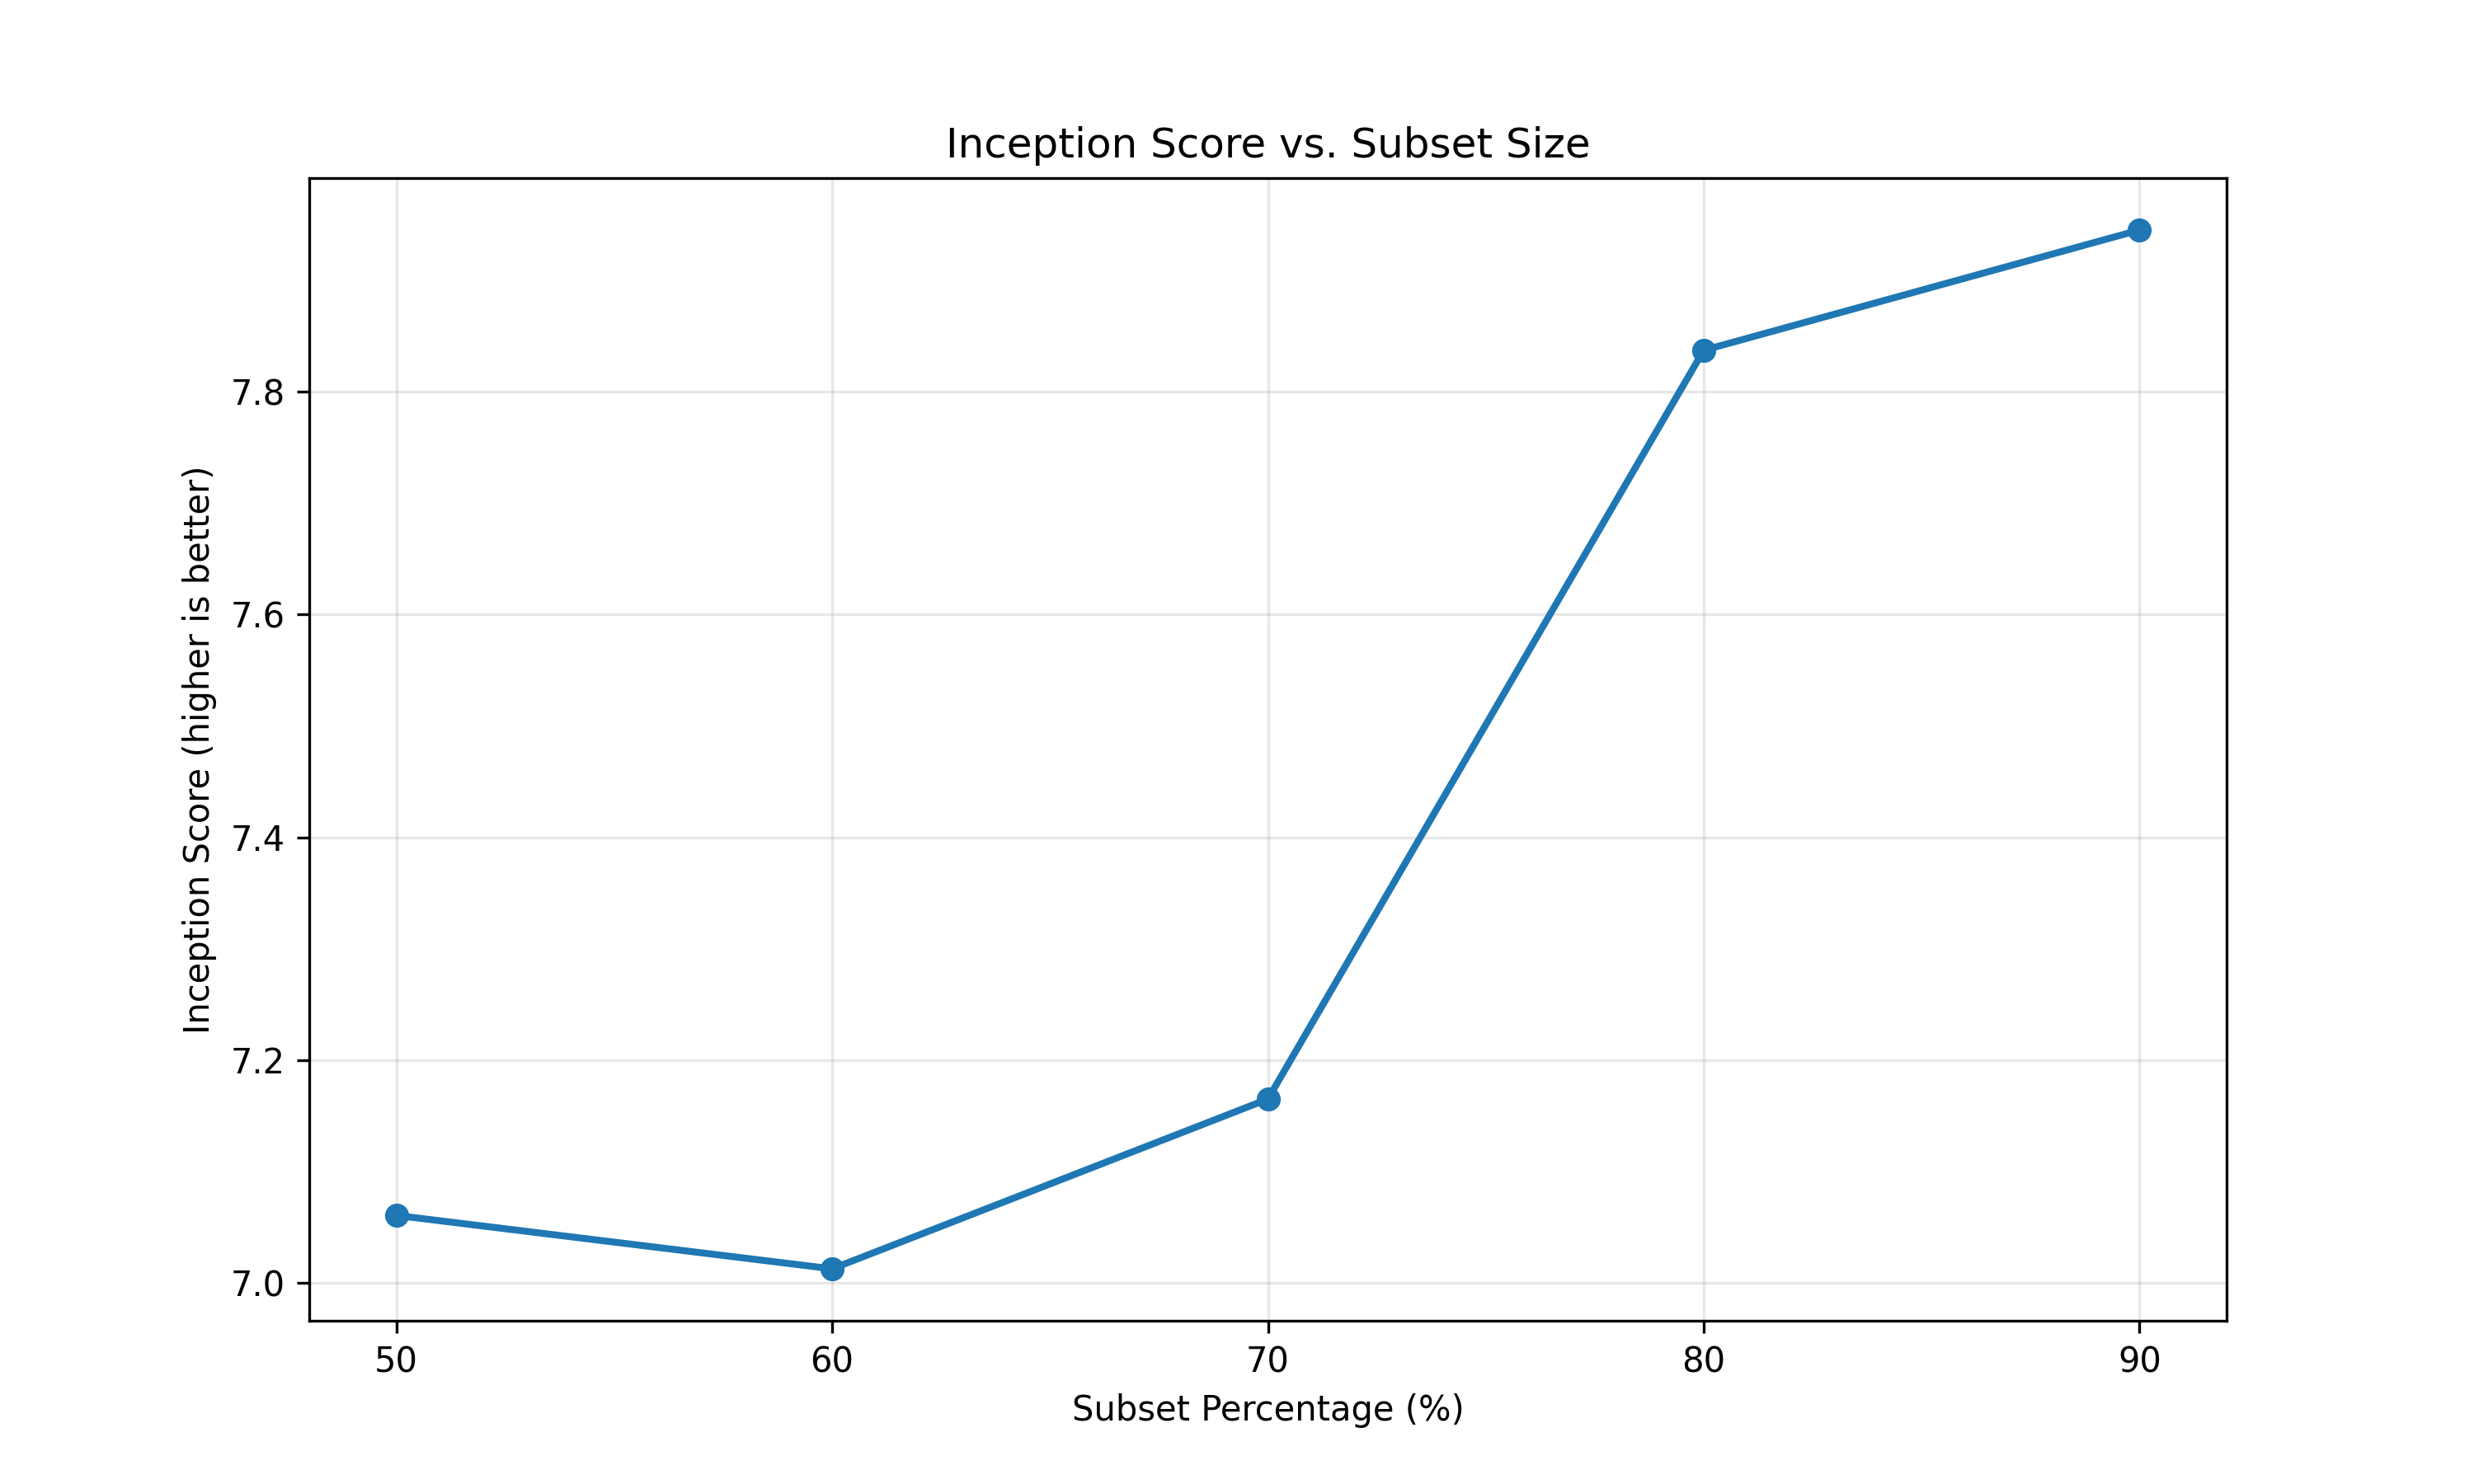 Inception Score vs. Subset Size
Inception Score (higher is better)
7.8
7.6
7.4
7.2
7.0
50 60 70 80 90
Subset Percentage (%)